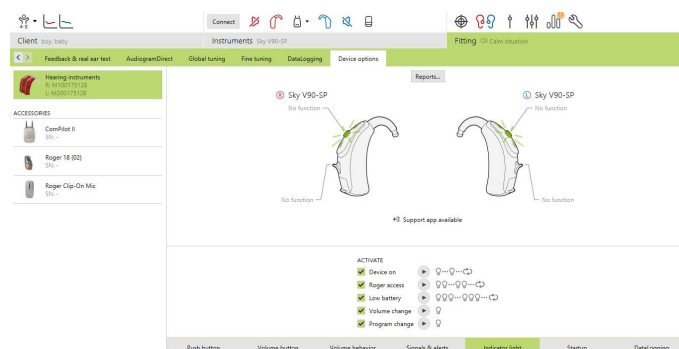 4-8
Connect
Client boy, baby
Instruments Sky V90-SP
Fitting Calm situation
Feedback & real ear test AudiogramDirect Global tuning Fine tuning DataLogging Device options
Hearing instruments
R: M100175128
L: M200175128
ACCESSORIES
ComPilot II
SN: -
Roger 18 (02)
SN: -
Roger Clip-On Mic
SN: -
Reports...
R Sky V90-SP
No function
No function
L Sky V90-SP
No function
No function
Support app available
ACTIVATE
Device on
Roger access
Low battery
Volume change
Program change
Push button Volume button Volume behavior Signals & alerts Indicator light Startup DataLogging